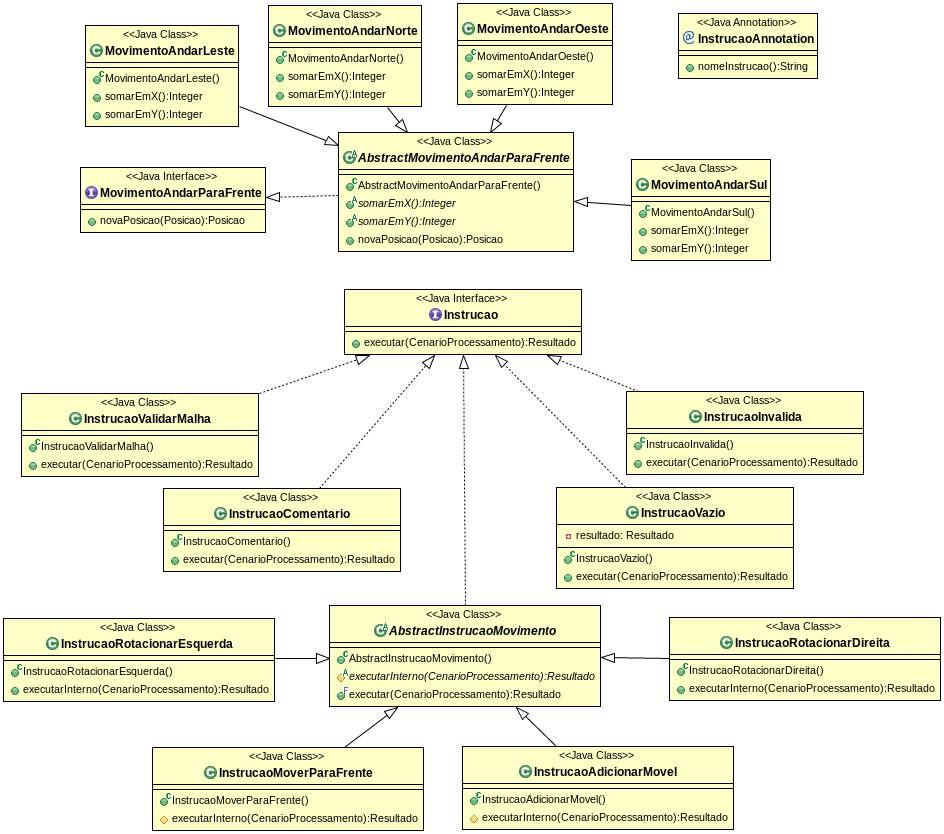 <<Java Class>>
MovimentoAndarLeste
MovimentoAndarLeste()
somarEmX():Integer
somarEmY():Integer
<<Java Class>>
MovimentoAndarNorte
MovimentoAndarNorte()
somarEmX():Integer
somarEmY():Integer
<<Java Class>>
MovimentoAndarOeste
MovimentoAndarOeste()
somarEmX():Integer
somarEmY():Integer
<<Java Annotation>>
InstrucaoAnnotation
nomeInstrucao():String
<<Java Interface>>
MovimentoAndarParaFrente
novaPosicao(Posicao):Posicao
<<Java Class>>
AbstractMovimentoAndarParaFrente
AbstractMovimentoAndarParaFrente()
somarEmX():Integer
somarEmY():Integer
novaPosicao(Posicao):Posicao
<<Java Class>>
MovimentoAndarSul
MovimentoAndarSul()
somarEmX():Integer
somarEmY():Integer
<<Java Interface>>
Instrucao
executar(CenarioProcessamento):Resultado
<<Java Class>>
InstrucaoValidarMalha
InstrucaoValidarMalha()
executar(CenarioProcessamento):Resultado
<<Java Class>>
InstrucaoInvalida
InstrucaoInvalida()
executar(CenarioProcessamento):Resultado
<<Java Class>>
InstrucaoComentario
InstrucaoComentario()
executar(CenarioProcessamento):Resultado
<<Java Class>>
InstrucaoVazio
resultado: Resultado
InstrucaoVazio()
executar(CenarioProcessamento):Resultado
<<Java Class>>
InstrucaoRotacionarEsquerda
InstrucaoRotacionarEsquerda()
executarInterno(CenarioProcessamento):Resultado
<<Java Class>>
AbstractInstrucaoMovimento
AbstractInstrucaoMovimento()
executarInterno(CenarioProcessamento):Resultado
executar(CenarioProcessamento):Resultado
<<Java Class>>
InstrucaoRotacionarDireita
InstrucaoRotacionarDireita()
executarInterno(CenarioProcessamento):Resultado
<<Java Class>>
InstrucaoMoverParaFrente
InstrucaoMoverParaFrente()
executarInterno(CenarioProcessamento):Resultado
<<Java Class>>
InstrucaoAdicionarMovel
InstrucaoAdicionarMovel()
executarInterno(CenarioProcessamento):Resultado